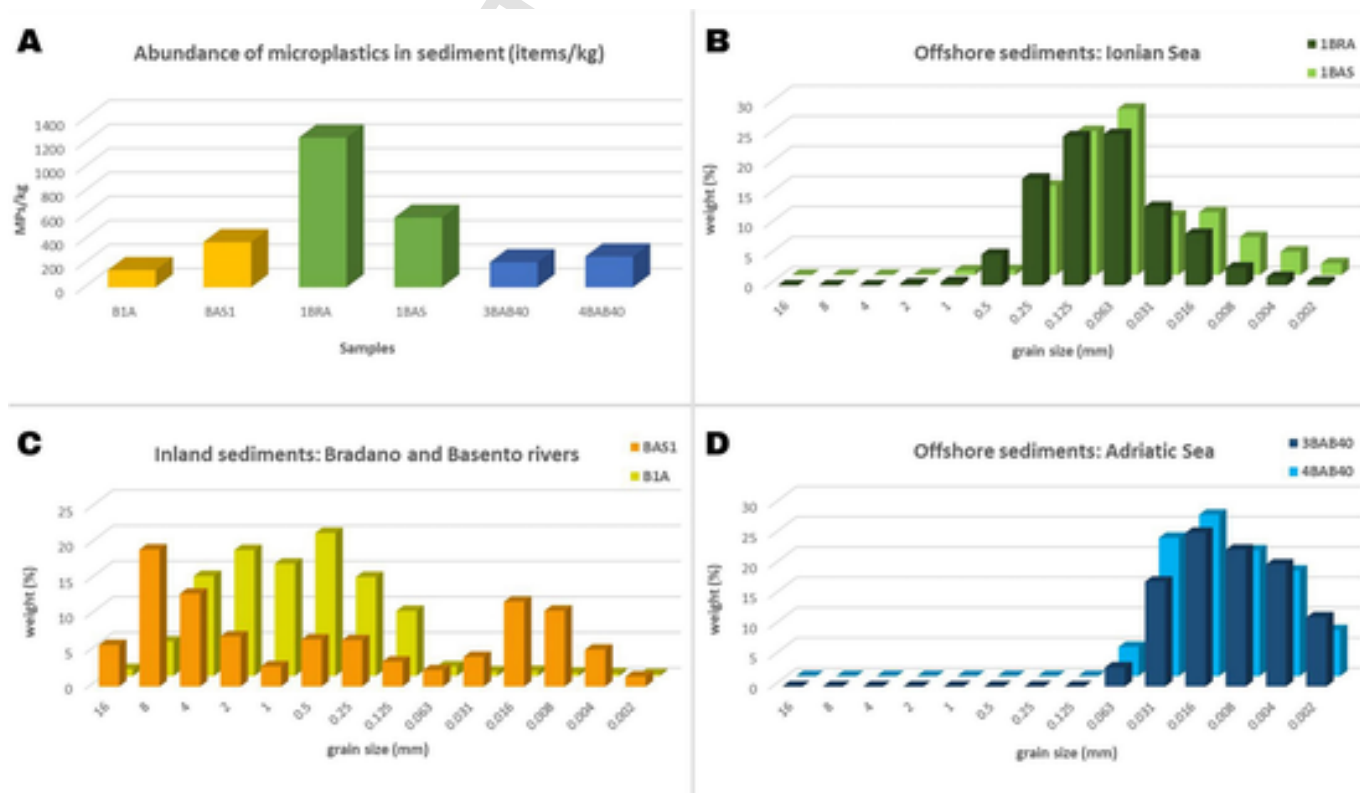 A
Abundance of microplastics in sediment (items/kg)
1400
1200
1000
800
600
400
200
0
MPs/kg
B1A BAS1 1BRA 1BAS 3BAB40 4BAB40
Samples
B
Offshore sediments: Ionian Sea
1BRA
1BAS
30
25
20
15
10
5
0
weight (%)
16 8 4 2 1 0.5 0.25 0.125 0.063 0.031 0.016 0.008 0.004 0.002
grain size (mm)
C
Inland sediments: Bradano and Basento rivers
BAS1
B1A
25
20
15
10
5
0
weight (%)
16 8 4 2 1 0.5 0.25 0.125 0.063 0.031 0.016 0.008 0.004 0.002
grain size (mm)
D
Offshore sediments: Adriatic Sea
3BAB40
4BAB40
30
25
20
15
10
5
0
weight (%)
16 8 4 2 1 0.5 0.25 0.125 0.063 0.031 0.016 0.008 0.004 0.002
grain size (mm)